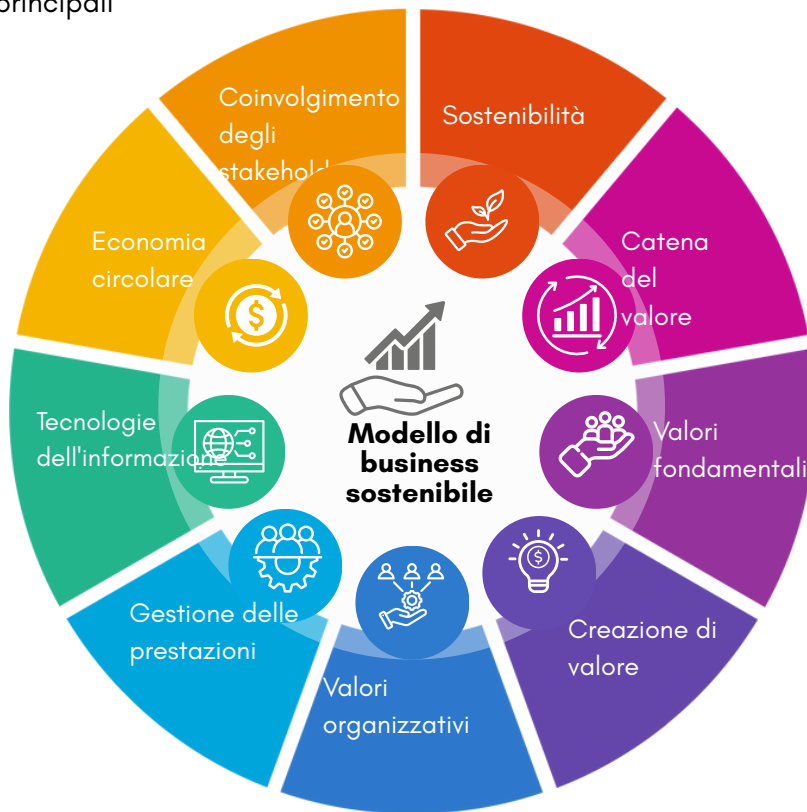 principali
Coinvolgimento
degli
Sostenibilità
Catena
del
valore
Economia
circolare
Tecnologie
dell'informazione
Modello di
business
sostenibile
Valori
fondamentali
Gestione delle
prestazioni
Creazione di
valore
Valori
organizzativi